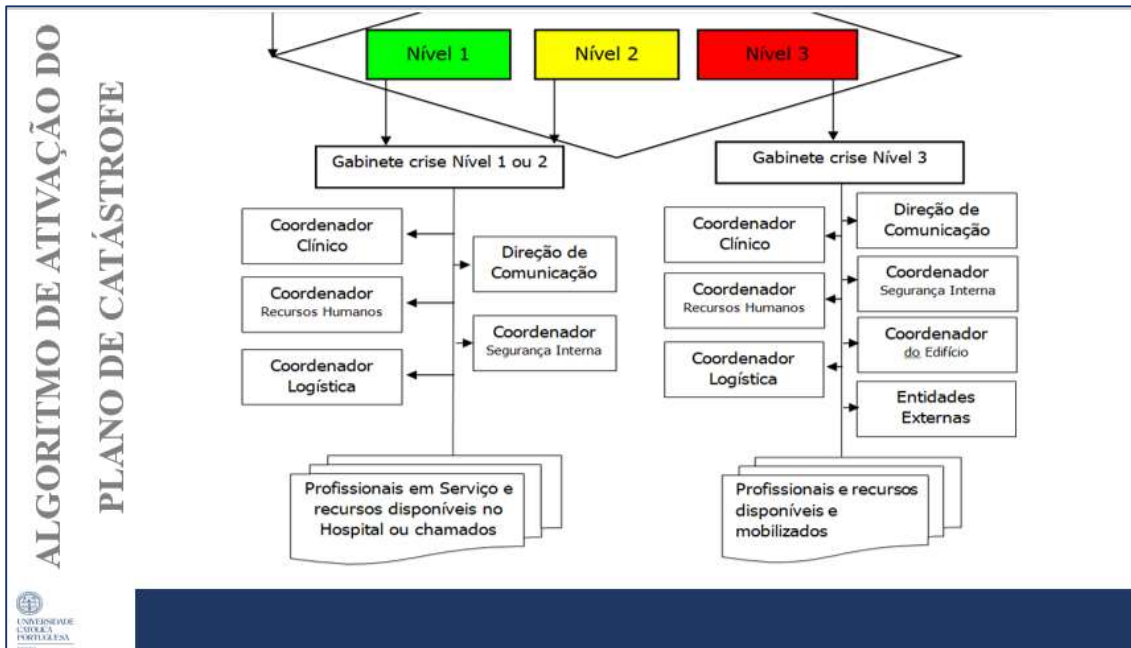 ALGORITMO DE ATIVAÇÃO DO
PLANO DE CATÁSTROFE
Nível 1
Nível 2
Nível 3
Gabinete crise Nível 1 ou 2
Coordenador
Clínico
Direção de
Comunicação
Coordenador
Recursos Humanos
Coordenador
Segurança Interna
Coordenador
Logística
Profissionais em Serviço e
recursos disponíveis no
Hospital ou chamados
Gabinete crise Nível 3
Direção de
Comunicação
Coordenador
Clínico
Coordenador
Segurança Interna
Coordenador
Recursos Humanos
Coordenador
do Edifício
Coordenador
Logística
Entidades
Externas
Profissionais e recursos
disponíveis e
mobilizados
UNIVERSIDADE
CATÓLICA
PORTUGUESA